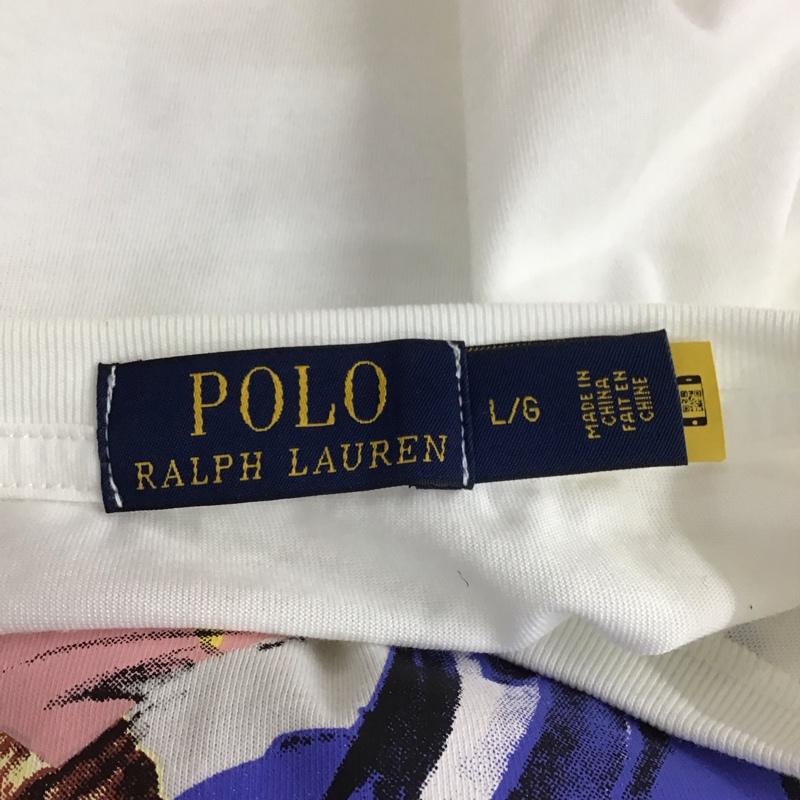 POLO
RALPH LAUREN
L/G
MADE IN
CHINA
FAIT EN
CHINE